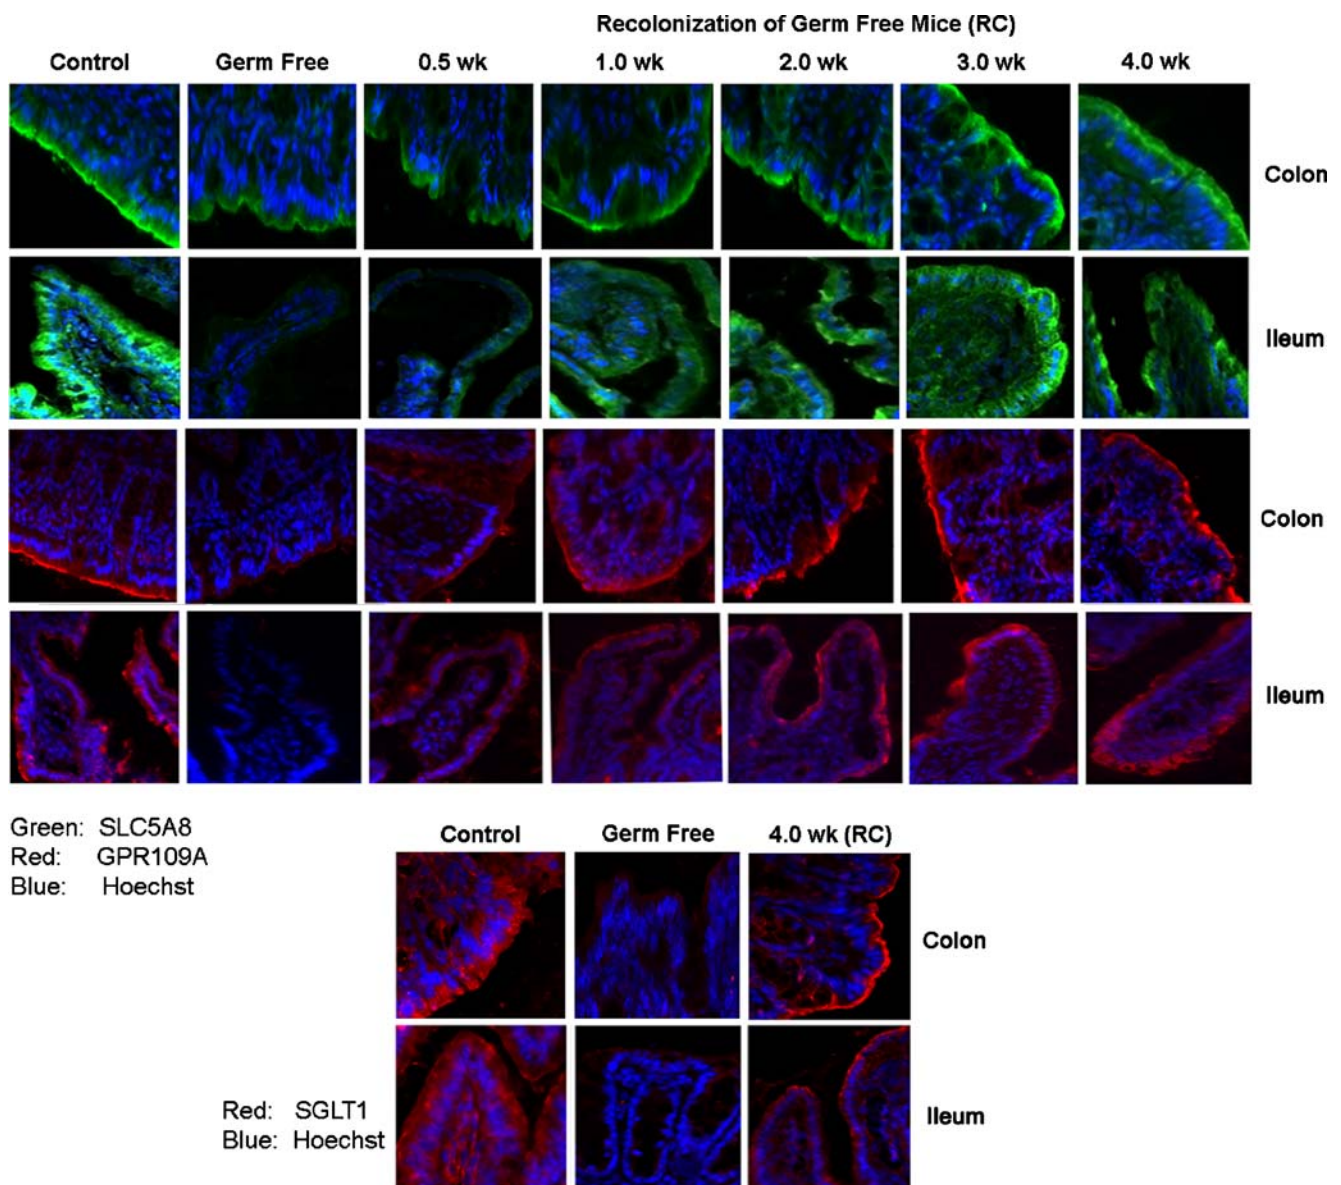 Recolonization of Germ Free Mice (RC)
Control Germ Free 0.5 wk 1.0 wk 2.0 wk 3.0 wk 4.0 wk
Colon
Ileum
Colon
Ileum
Green: SLC5A8
Red: GPR109A
Blue: Hoechst
Control Germ Free 4.0 wk (RC)
Colon
Ileum
Red: SGLT1
Blue: Hoechst